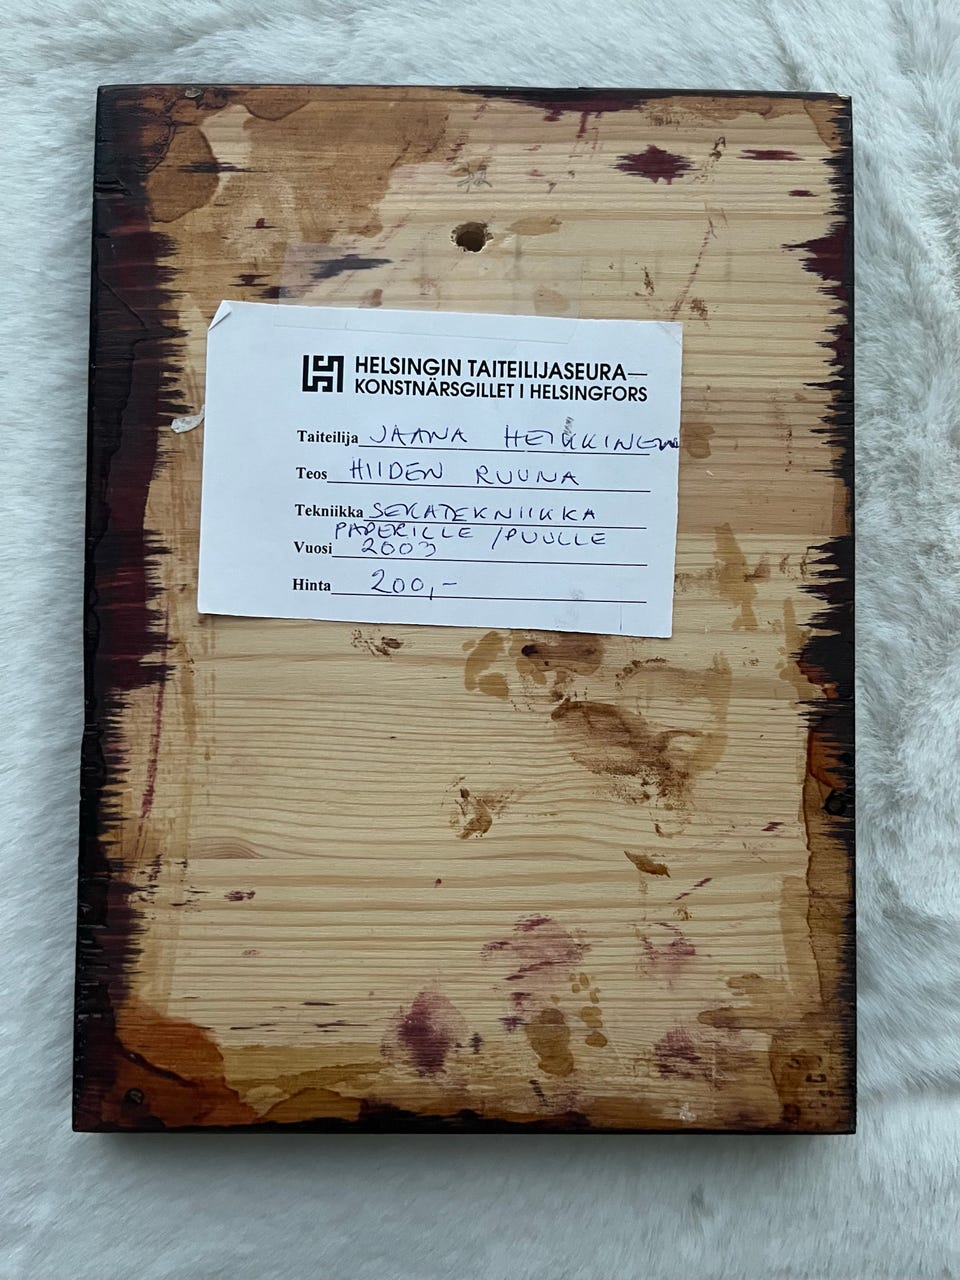 HELSINGIN TAITEILIJASEURA—
KONSTNÄRSGILLET I HELSINGFORS
Taiteilija JAANA HEIKKINEN
Teos HIIDEN RUUNA
Tekniikka SEKATEKNIIKKA
PAPERILLE /PUULLE
Vuosi 2003
Hinta 200,-